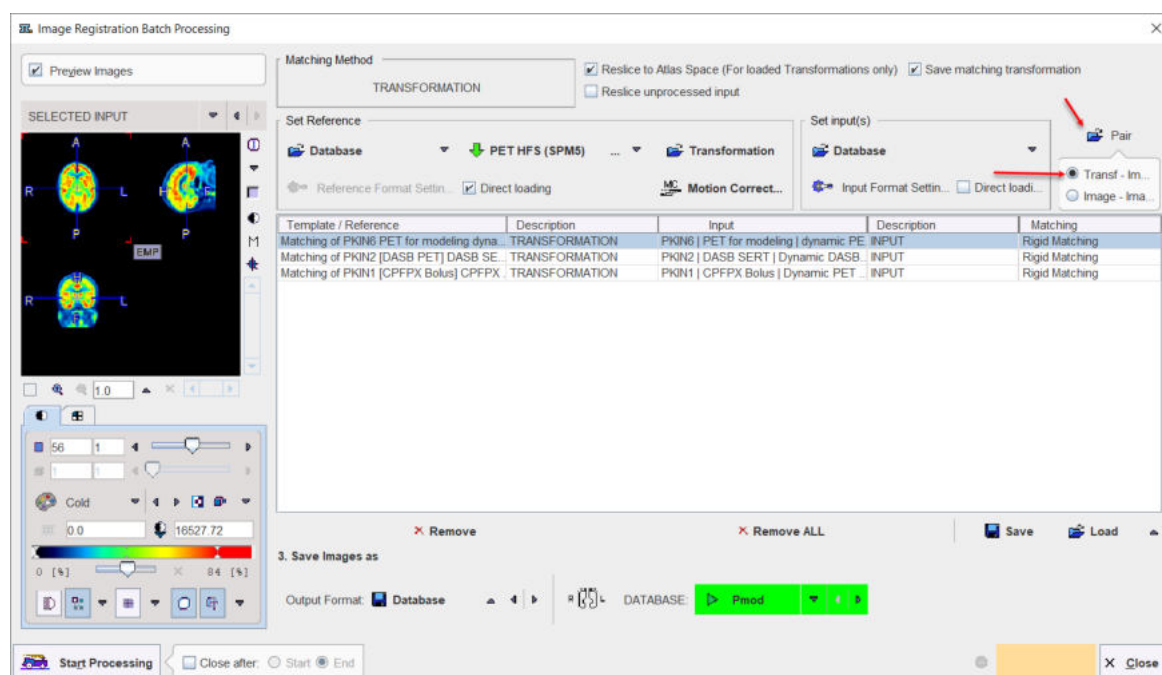 Image Registration Batch Processing
Preview Images
Matching Method
TRANSFORMATION
Reslice to Atlas Space (For loaded Transformations only)
Save matching transformation
Reslice unprocessed input
SELECTED INPUT
Set Reference
Database
PET HFS (SPM5)
...
Transformation
Reference Format Settin...
Direct loading
Motion Correct...
Set input(s)
Database
Input Format Settin...
Direct loadi...
Pair
Transf - Im...
Image - Ima...
A A
R L H F
P P
EMP
R L
M
Template / Reference Description Input Description Matching
Matching of PKIN6 PET for modeling dyna... TRANSFORMATION PKIN6 | PET for modeling | dynamic PE INPUT Rigid Matching
Matching of PKIN2 [DASB PET] DASB SE... TRANSFORMATION PKIN2 | DASB SERT | Dynamic DASB... INPUT Rigid Matching
Matching of PKIN1 [CPFPX Bolus] CPFPX . TRANSFORMATION PKIN1 | CPFPX Bolus | Dynamic PET ... INPUT Rigid Matching
1.0
56 1
1 1
Cold
0.0 16527.72
0 [%] 84 [%]
Remove
Remove ALL
Save
Load
3. Save Images as
Output Format: Database
R L
DATABASE: Pmod
Start Processing
Close after: Start End
Close